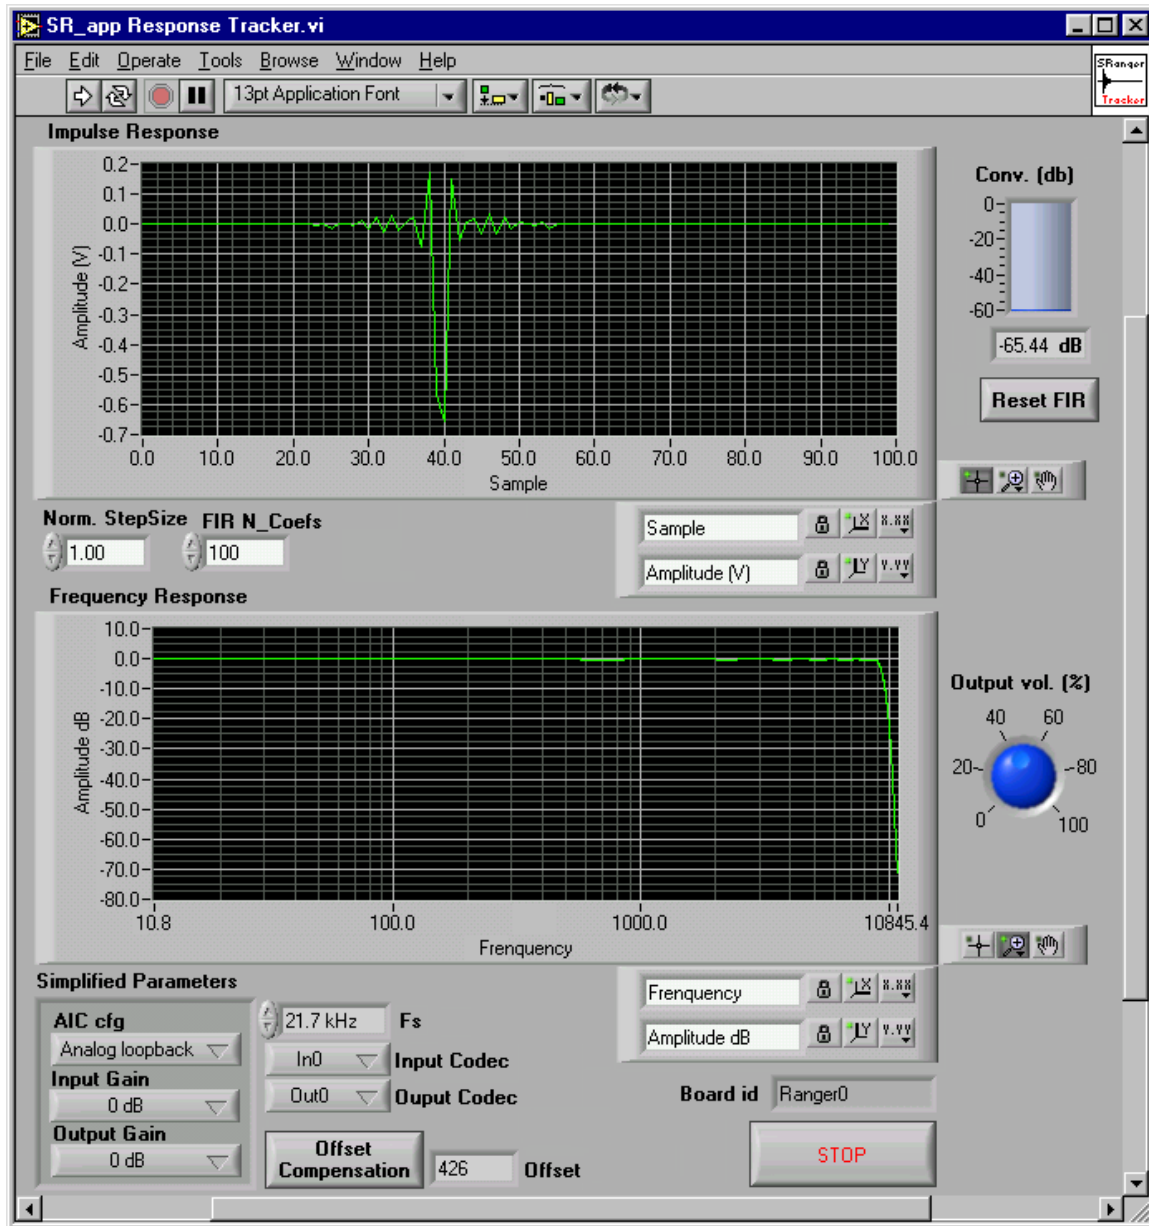 SR_app Response Tracker.vi
File Edit Operate Tools Browse Window Help
13pt Application Font
SRanger
Tracker
Impulse Response
0.2
0.1
0.0
-0.1
-0.2
-0.3
-0.4
-0.5
-0.6
-0.7
Amplitude (V)
0.0 10.0 20.0 30.0 40.0 50.0 60.0 70.0 80.0 90.0 100.0
Sample
Conv. (db)
0
-20
-40
-60
-65.44 dB
Reset FIR
Norm. StepSize FIR N_Coefs
1.00 100
Sample X X.XX
Amplitude (V) Y Y.YY
Frequency Response
10.0
0.0
-10.0
-20.0
-30.0
-40.0
-50.0
-60.0
-70.0
-80.0
Amplitude dB
10.8 100.0 1000.0 10845.4
Frenquency
Output vol. (%)
40 60
20 80
0 100
Simplified Parameters
Frenquency X X.XX
Amplitude dB Y Y.YY
AIC cfg
Analog loopback
Input Gain
0 dB
Output Gain
0 dB
21.7 kHz Fs
In0 Input Codec
Out0 Ouput Codec
Offset
Compensation
426 Offset
Board id Ranger0
STOP